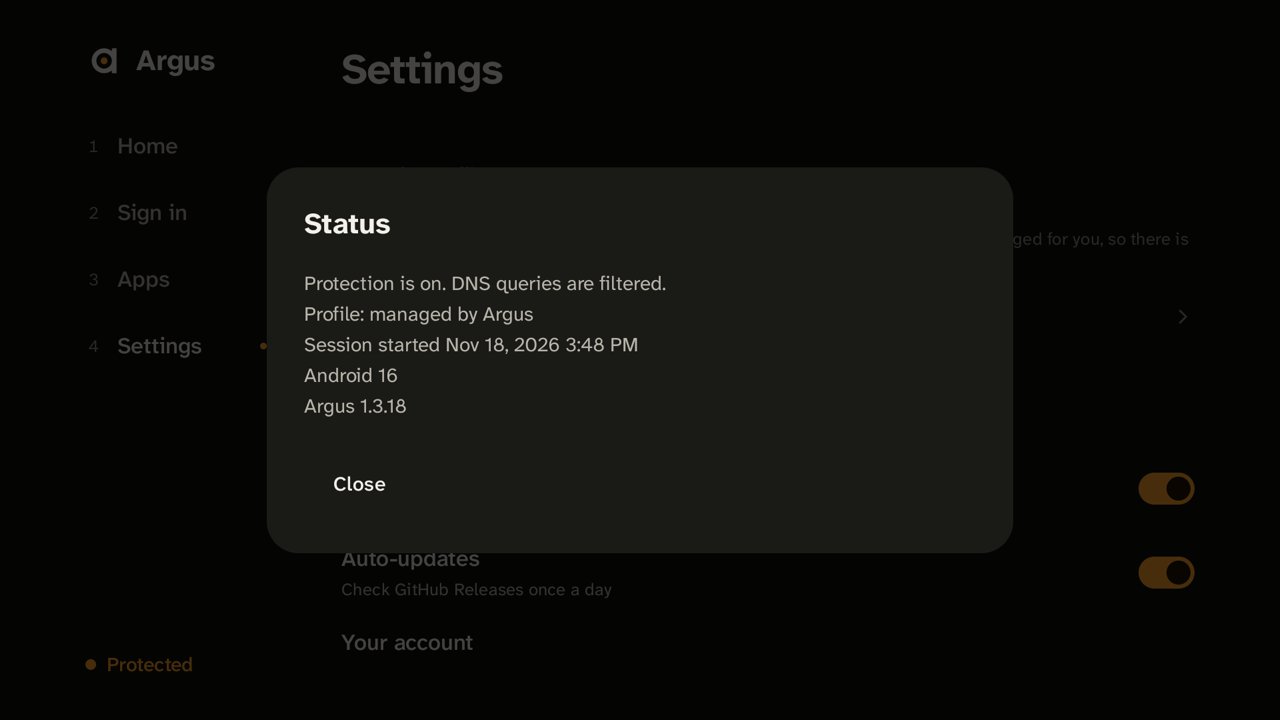 Argus
Settings
1 Home
2 Sign in
3 Apps
4 Settings
ged for you, so there is
Status
Protection is on. DNS queries are filtered.
Profile: managed by Argus
Session started Nov 18, 2026 3:48 PM
Android 16
Argus 1.3.18
Close
Auto-updates
Check GitHub Releases once a day
Your account
Protected